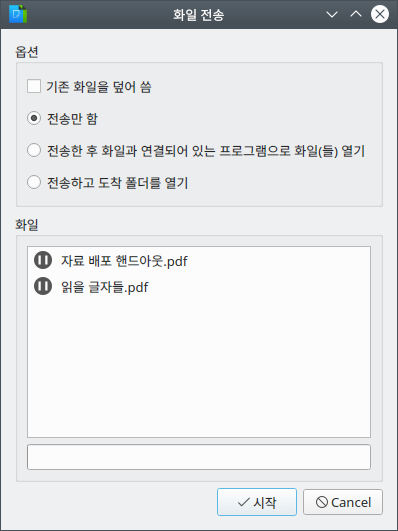 화일 전송
옵션
기존 화일을 덮어 씀
전송만 함
전송한 후 화일과 연결되어 있는 프로그램으로 화일(들) 열기
전송하고 도착 폴더를 열기
화일
자료 배포 핸드아웃.pdf
읽을 글자들.pdf
시작
Cancel